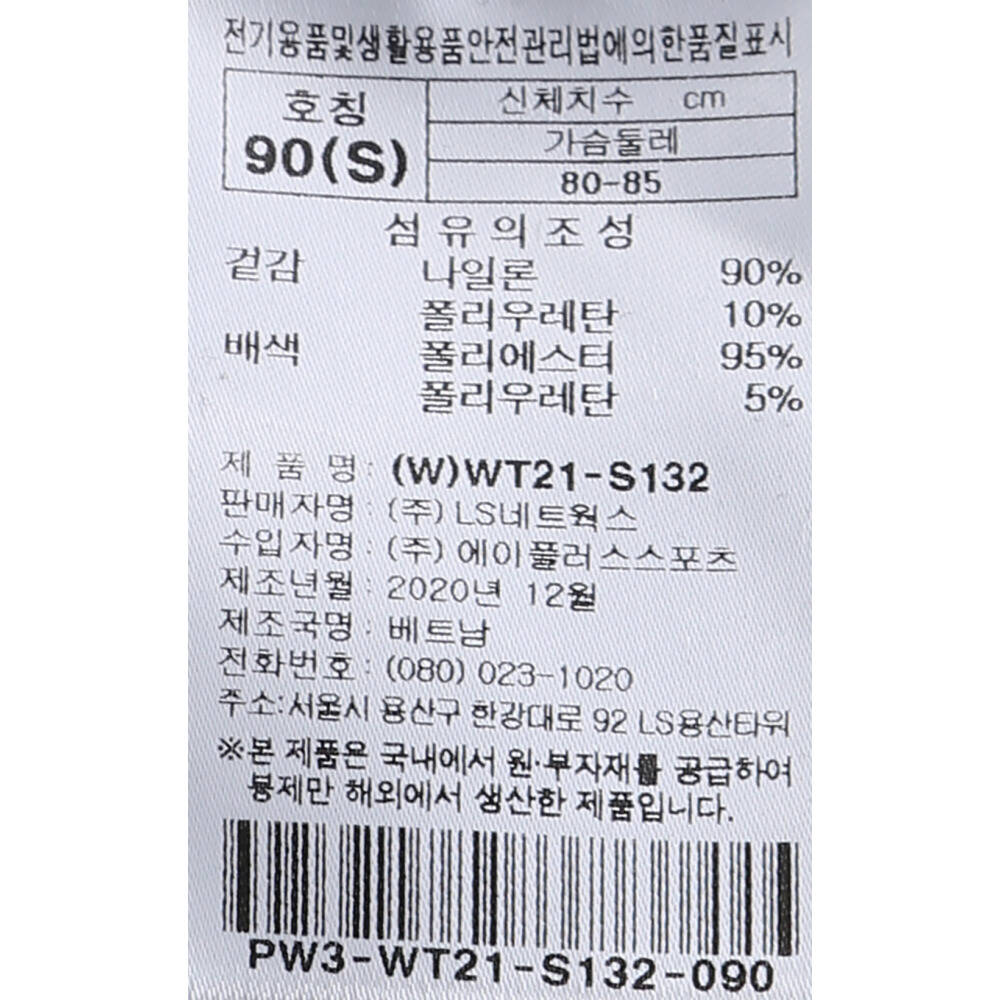 전기용품및생활용품안전관리법에의한품질표시
호칭 신체치수 cm
90(S) 가슴둘레
80-85
섬유의조성
겉감 나일론 90%
폴리우레탄 10%
배색 폴리에스터 95%
폴리우레탄 5%
제 품 명: (W)WT21-S132
판매자명: (주) LS네트웍스
수입자명: (주) 에이플러스스포츠
제조년월: 2020년 12월
제조국명: 베트남
전화번호: (080) 023-1020
주소:서울시 용산구 한강대로 92 LS용산타워
※본 제품은 국내에서 원·부자재를 공급하여
봉제만 해외에서 생산한 제품입니다.
PW3-WT21-S132-090